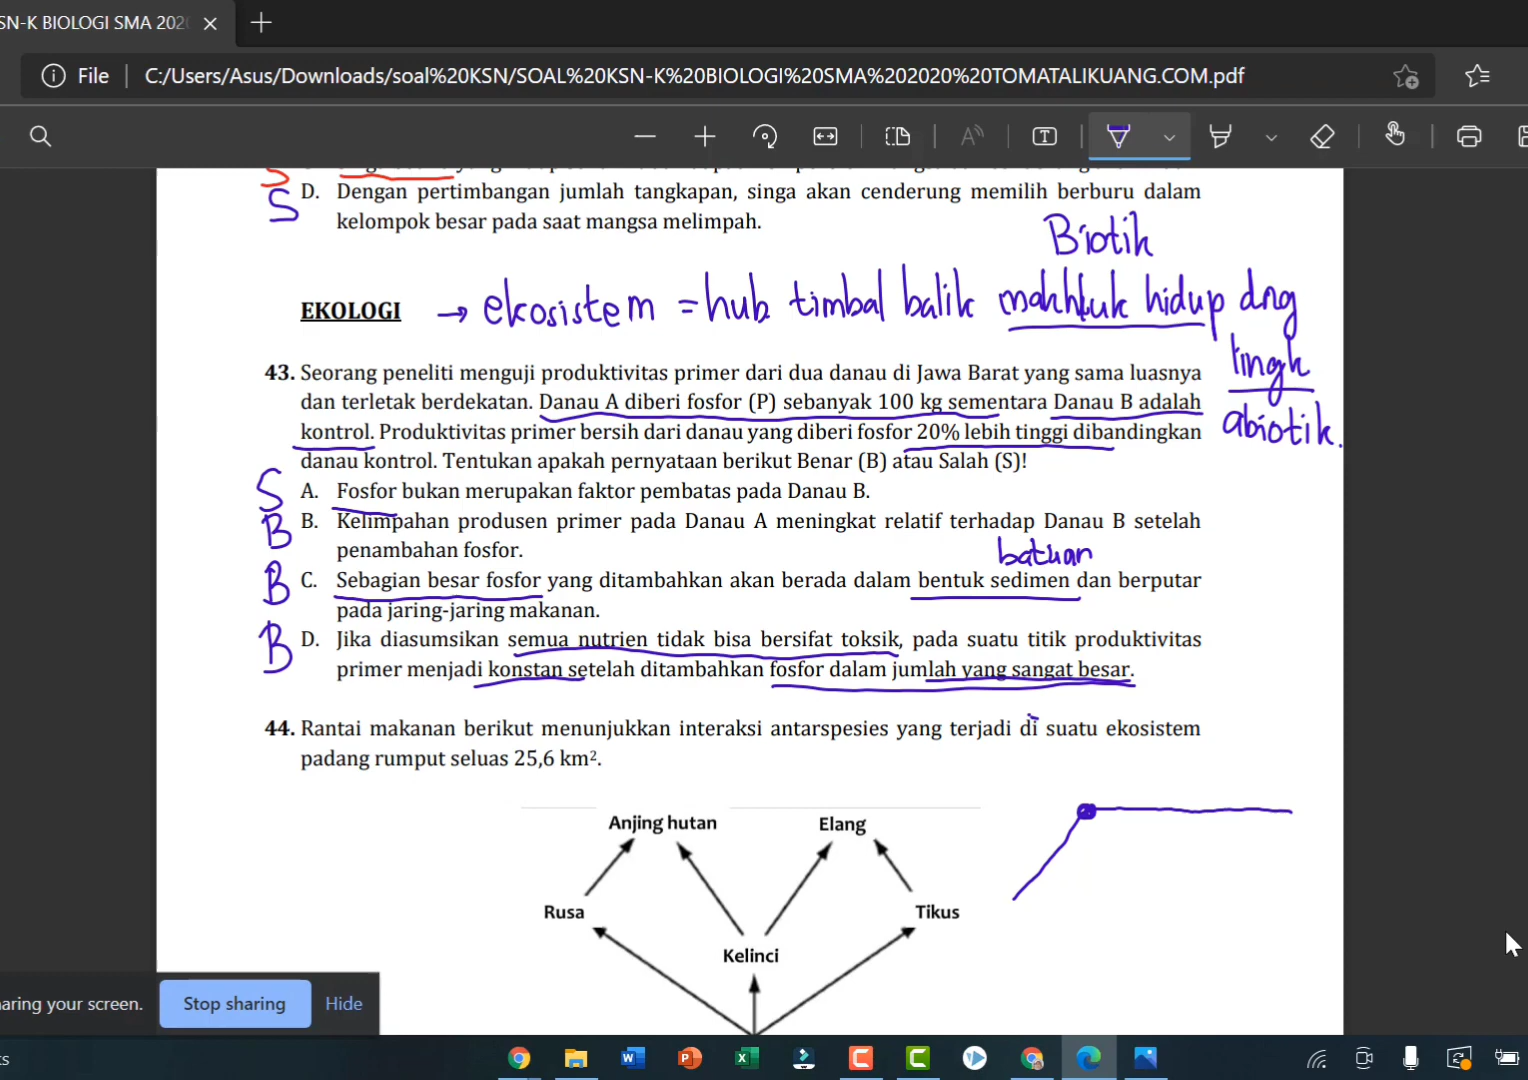 SN-K BIOLOGI SMA 2020
File
C:/Users/Asus/Downloads/soal%20KSN/SOAL%20KSN-K%20BIOLOGI%20SMA%202020%20TOMATALIKUANG.COM.pdf
S
S D. Dengan pertimbangan jumlah tangkapan, singa akan cenderung memilih berburu dalam
kelompok besar pada saat mangsa melimpah.
Biotik
EKOLOGI → ekosistem = hub timbal balik makhluk hidup dng
tingk
abiotik.
43. Seorang peneliti menguji produktivitas primer dari dua danau di Jawa Barat yang sama luasnya
dan terletak berdekatan. Danau A diberi fosfor (P) sebanyak 100 kg sementara Danau B adalah
kontrol. Produktivitas primer bersih dari danau yang diberi fosfor 20% lebih tinggi dibandingkan
danau kontrol. Tentukan apakah pernyataan berikut Benar (B) atau Salah (S)!
S A. Fosfor bukan merupakan faktor pembatas pada Danau B.
B B. Kelimpahan produsen primer pada Danau A meningkat relatif terhadap Danau B setelah
penambahan fosfor.
batuan
B C. Sebagian besar fosfor yang ditambahkan akan berada dalam bentuk sedimen dan berputar
pada jaring-jaring makanan.
B D. Jika diasumsikan semua nutrien tidak bisa bersifat toksik, pada suatu titik produktivitas
primer menjadi konstan setelah ditambahkan fosfor dalam jumlah yang sangat besar.
44. Rantai makanan berikut menunjukkan interaksi antarspesies yang terjadi di suatu ekosistem
padang rumput seluas 25,6 km².
Anjing hutan
Elang
Rusa
Tikus
Kelinci
aring your screen.
Stop sharing
Hide